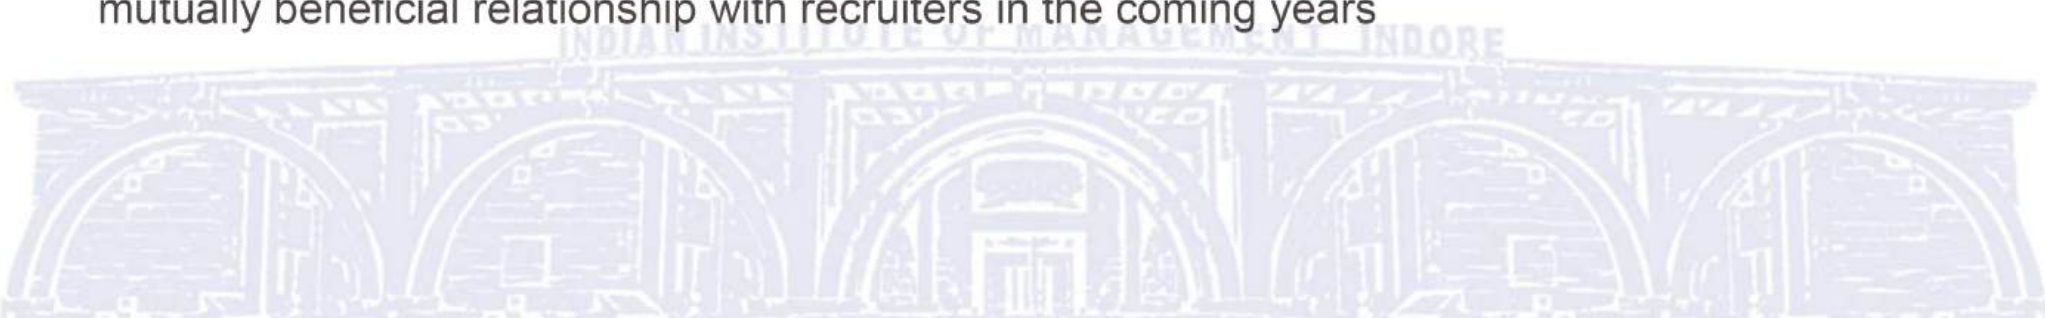 mutually beneficial relationship with recruiters in the coming years
INDIAN INSTITUTE OF MANAGEMENT INDORE